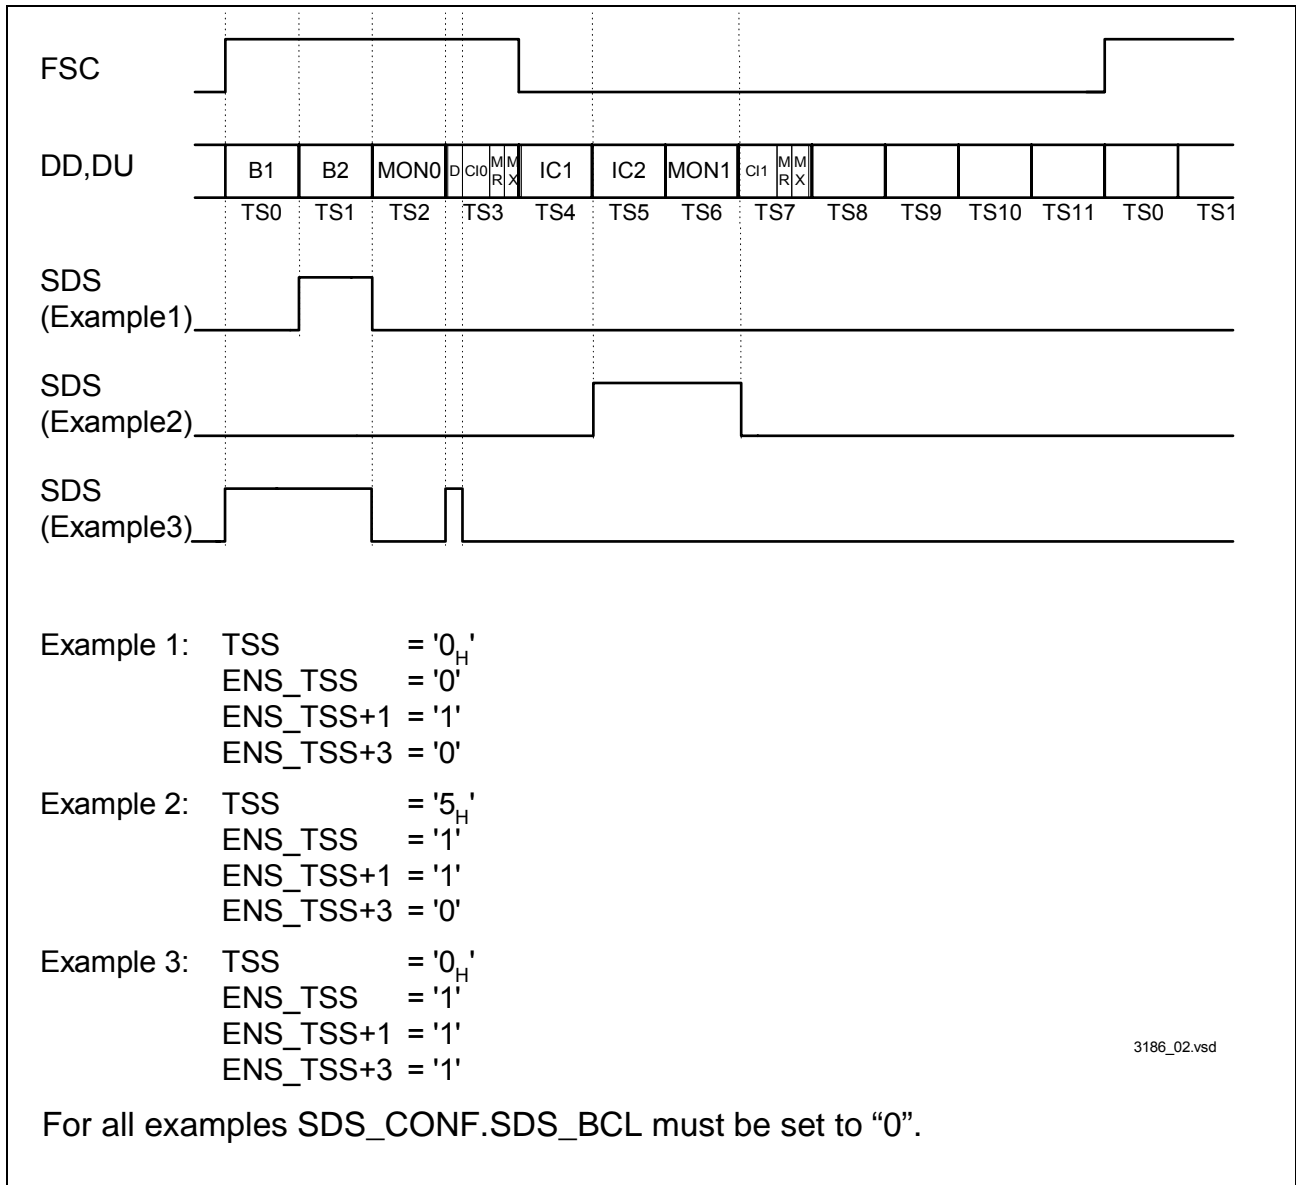 FSC
DD,DU
B1 B2 MON0 D CI0 MR MX IC1 IC2 MON1 CI1 MR MX
TS0 TS1 TS2 TS3 TS4 TS5 TS6 TS7 TS8 TS9 TS10 TS11 TS0 TS1
SDS
(Example1)
SDS
(Example2)
SDS
(Example3)
Example 1: TSS = '0H'
ENS_TSS = '0'
ENS_TSS+1 = '1'
ENS_TSS+3 = '0'
Example 2: TSS = '5H'
ENS_TSS = '1'
ENS_TSS+1 = '1'
ENS_TSS+3 = '0'
Example 3: TSS = '0H'
ENS_TSS = '1'
ENS_TSS+1 = '1'
ENS_TSS+3 = '1'
3186_02.vsd
For all examples SDS_CONF.SDS_BCL must be set to “0”.